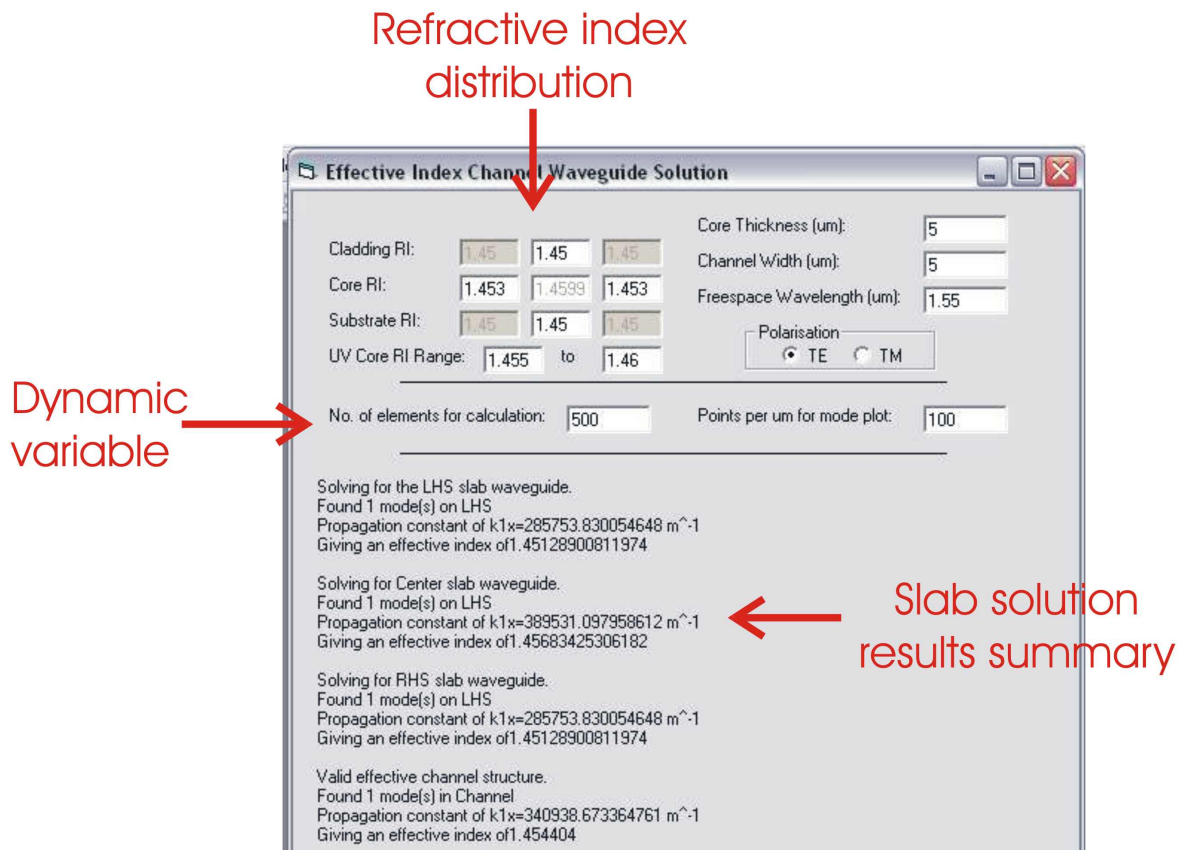 Refractive index
distribution
Effective Index Channel Waveguide Solution
Cladding RI: 1.45 1.45 1.45
Core RI: 1.453 1.4599 1.453
Substrate RI: 1.45 1.45 1.45
UV Core RI Range: 1.455 to 1.46
Core Thickness (um): 5
Channel Width (um): 5
Freespace Wavelength (um): 1.55
Polarisation
TE TM
Dynamic
variable
No. of elements for calculation: 500
Points per um for mode plot: 100
Solving for the LHS slab waveguide.
Found 1 mode(s) on LHS
Propagation constant of k1x=285753.830054648 m^-1
Giving an effective index of1.45128900811974
Solving for Center slab waveguide.
Found 1 mode(s) on LHS
Propagation constant of k1x=389531.097958612 m^-1
Giving an effective index of1.45683425306182
Slab solution
results summary
Solving for RHS slab waveguide.
Found 1 mode(s) on LHS
Propagation constant of k1x=285753.830054648 m^-1
Giving an effective index of1.45128900811974
Valid effective channel structure.
Found 1 mode(s) in Channel
Propagation constant of k1x=340938.673364761 m^-1
Giving an effective index of1.454404